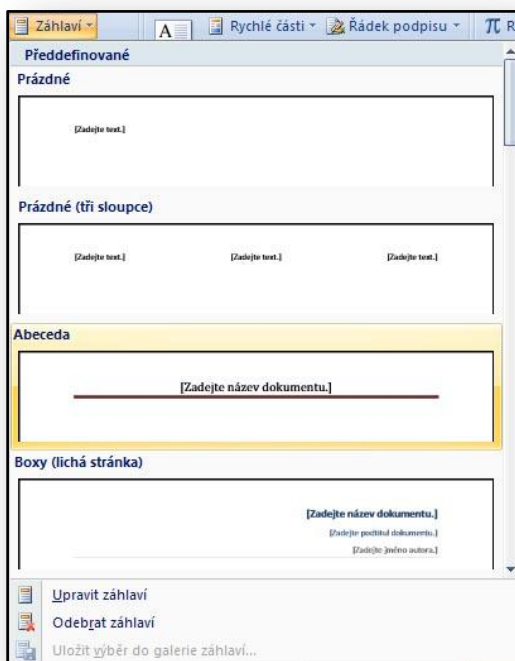 Záhlaví A Rychlé části Řádek podpisu π R
Předdefinované
Prázdné
[Zadejte text.]
Prázdné (tři sloupce)
[Zadejte text.] [Zadejte text.] [Zadejte text.]
Abeceda
[Zadejte název dokumentu.]
Boxy (lichá stránka)
[Zadejte název dokumentu.]
[Zadejte podtitul dokumentu.]
[Zadejte jméno autora.]
Upravit záhlaví
Odebrat záhlaví
Uložit výběr do galerie záhlaví...